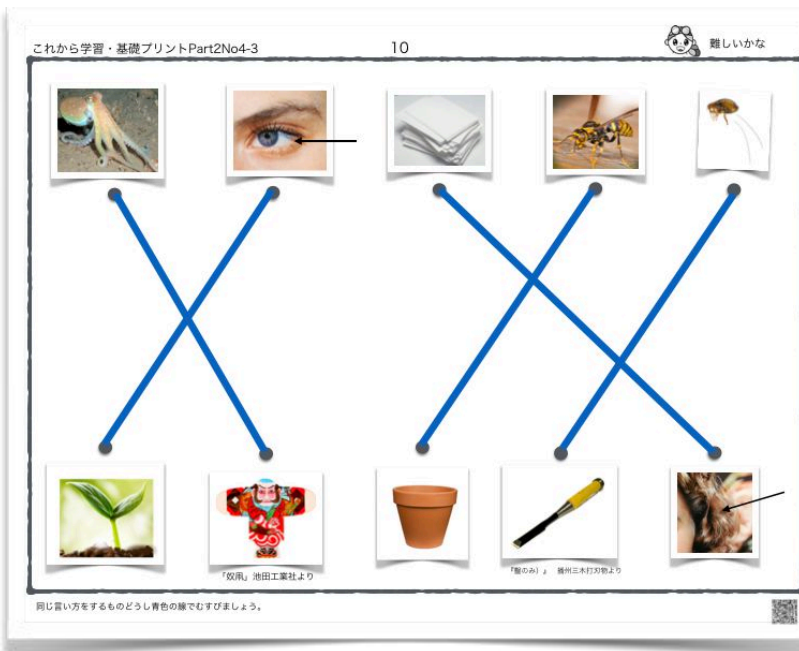 これから学習・基礎プリントPart2No4-3
10
難しいかな
「奴凧」池田工業社より
『鑿のみ）』　播州三木打刃物より
同じ言い方をするものどうし青色の線でむすびましょう。